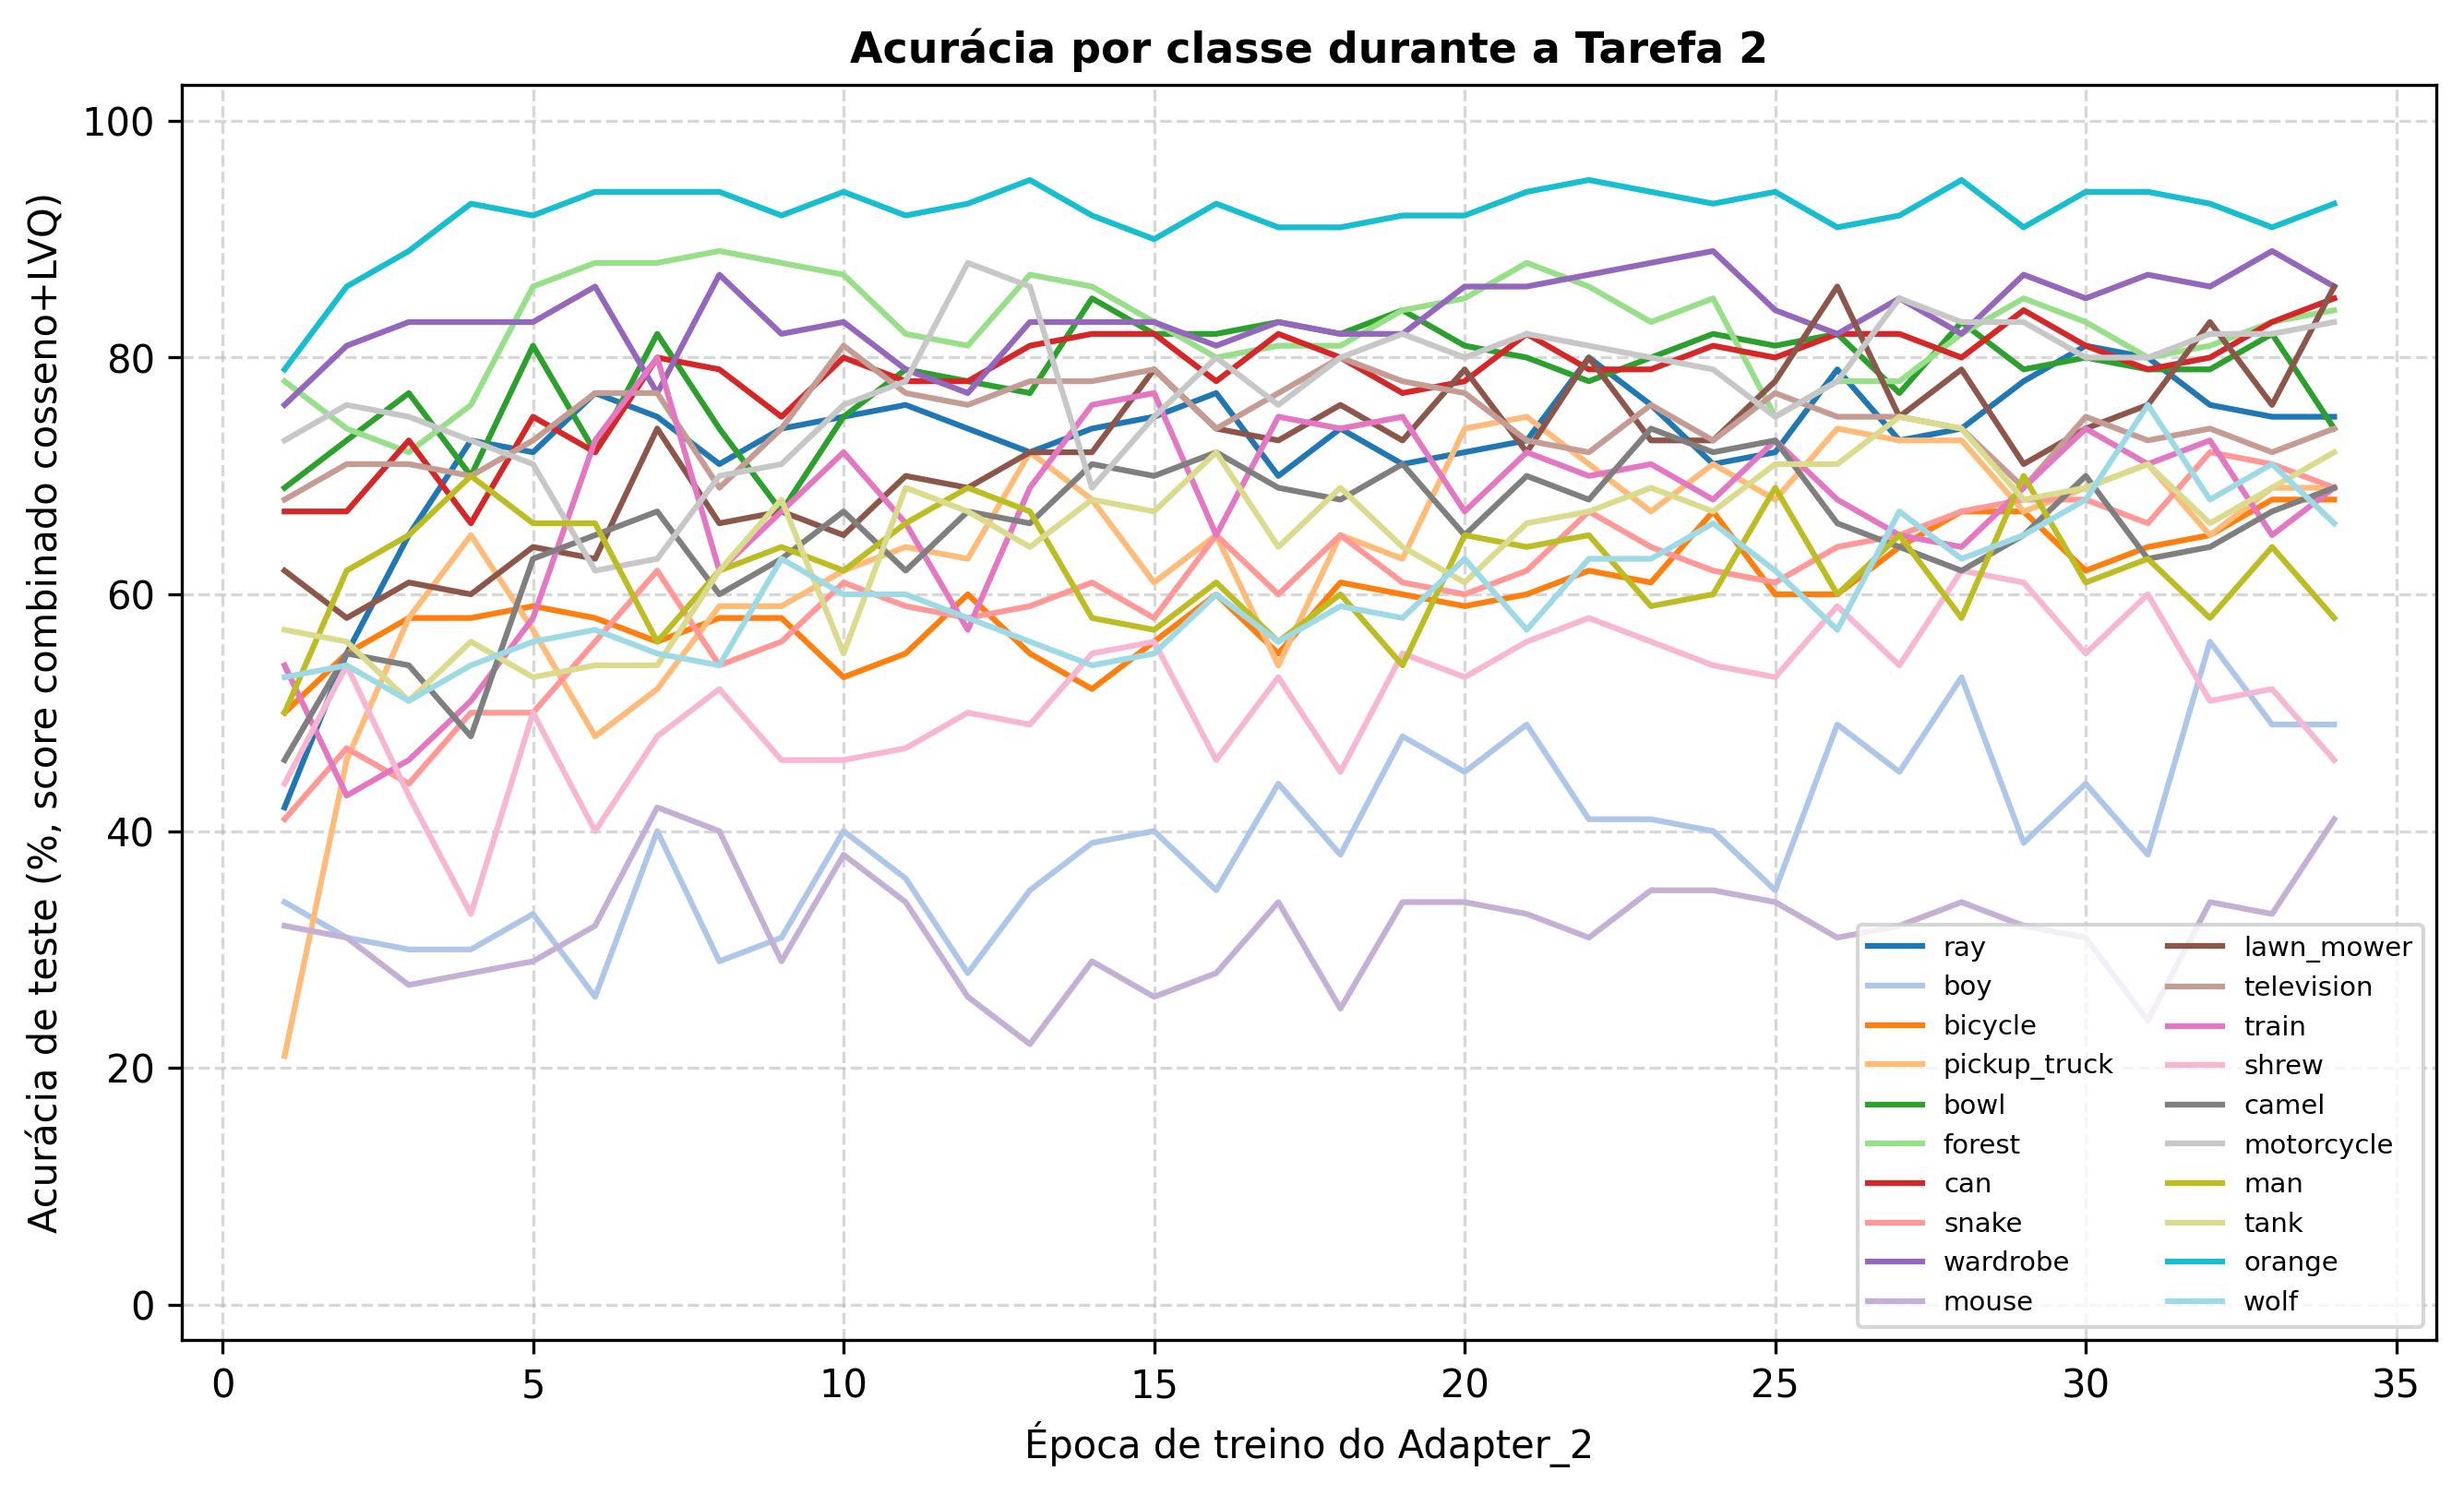 Acurácia por classe durante a Tarefa 2
Acurácia de teste (%, score combinado cosseno+LVQ)
100
80
60
40
20
0
ray
boy
bicycle
pickup_truck
bowl
forest
can
snake
wardrobe
mouse
lawn_mower
television
train
shrew
camel
motorcycle
man
tank
orange
wolf
0 5 10 15 20 25 30 35
Época de treino do Adapter_2